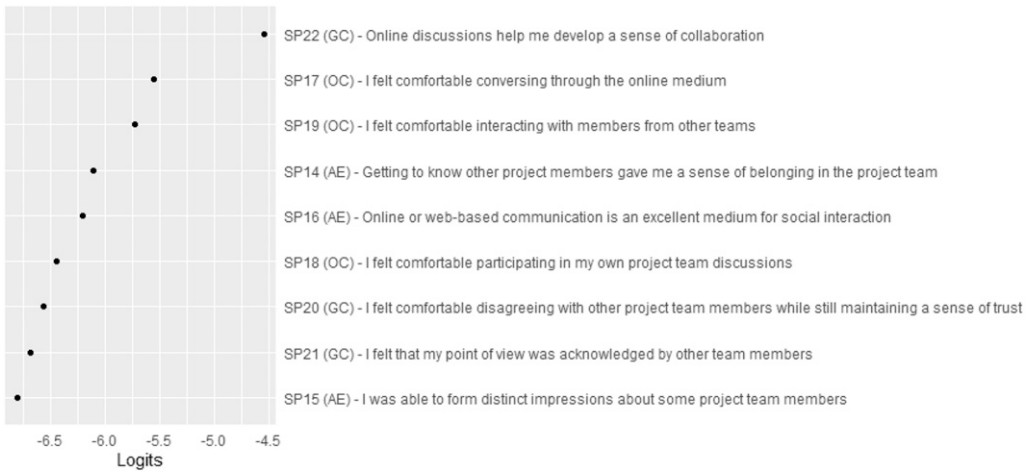 SP22 (GC) - Online discussions help me develop a sense of collaboration
SP17 (OC) - I felt comfortable conversing through the online medium
SP19 (OC) - I felt comfortable interacting with members from other teams
SP14 (AE) - Getting to know other project members gave me a sense of belonging in the project team
SP16 (AE) - Online or web-based communication is an excellent medium for social interaction
SP18 (OC) - I felt comfortable participating in my own project team discussions
SP20 (GC) - I felt comfortable disagreeing with other project team members while still maintaining a sense of trust
SP21 (GC) - I felt that my point of view was acknowledged by other team members
SP15 (AE) - I was able to form distinct impressions about some project team members
-6.5 -6.0 -5.5 -5.0 -4.5
Logits